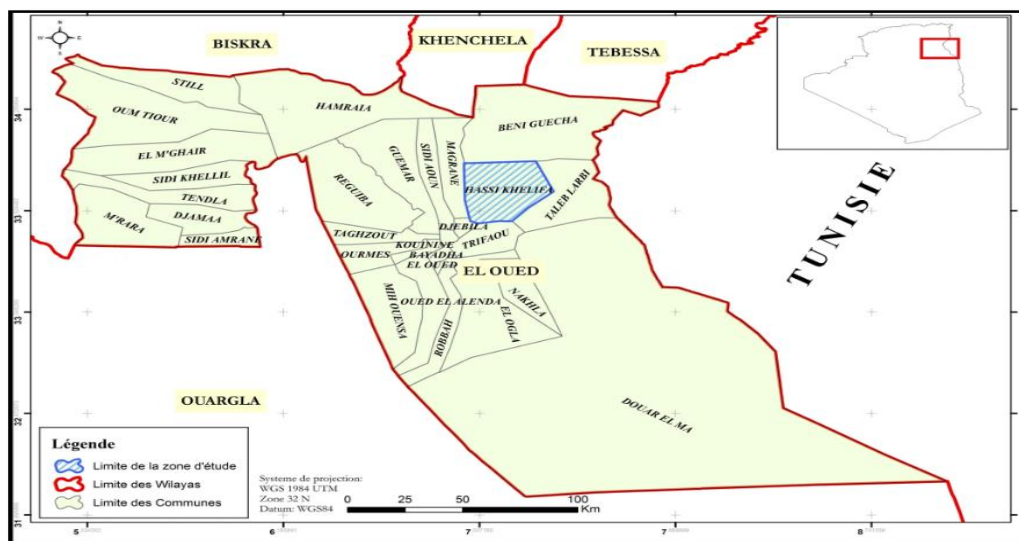 N
W
E
S
BISKRA
KHENCHELA
TEBESSA
STILL
HAMRAIA
OUM TIOUR
BENI GUECHA
EL M'GHAIR
GUEMAR
SIDI AOUN
MAGRANE
SIDI KHELLIL
REGUIBA
HASSI KHELIFA
TALEB LARBI
TENDLA
M'RARA
DJAMAA
SIDI AMRANE
TAGHZOUT
DJEBILA
KOUININE
TRIFAOU
OURMES
BAYADHA
EL OUED
EL OUED
MIH OUENSA
OUED EL ALENDA
NAKHLA
ROBBAH
EL OGLA
TUNISIE
OUARGLA
DOUAR EL MA
34
33
33
32
31
5
6
7
7
8
Légende
Limite de la zone d'étude
Limite des Wilayas
Limite des Communes
Systeme de projection:
WGS 1984 UTM
Zone 32 N
Datum: WGS84
0 25 50 100
Km